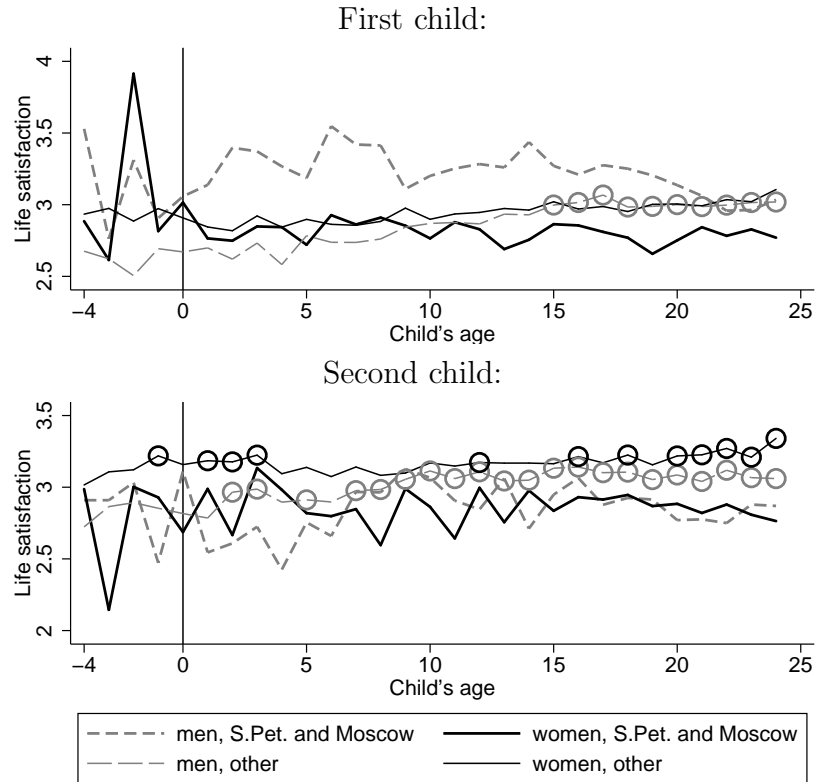 First child:
4
3.5
3
2.5
Life satisfaction
−4 0 5 10 15 20 25
Child's age
Second child:
3.5
3
2.5
2
Life satisfaction
−4 0 5 10 15 20 25
Child's age
men, S.Pet. and Moscow women, S.Pet. and Moscow
men, other women, other